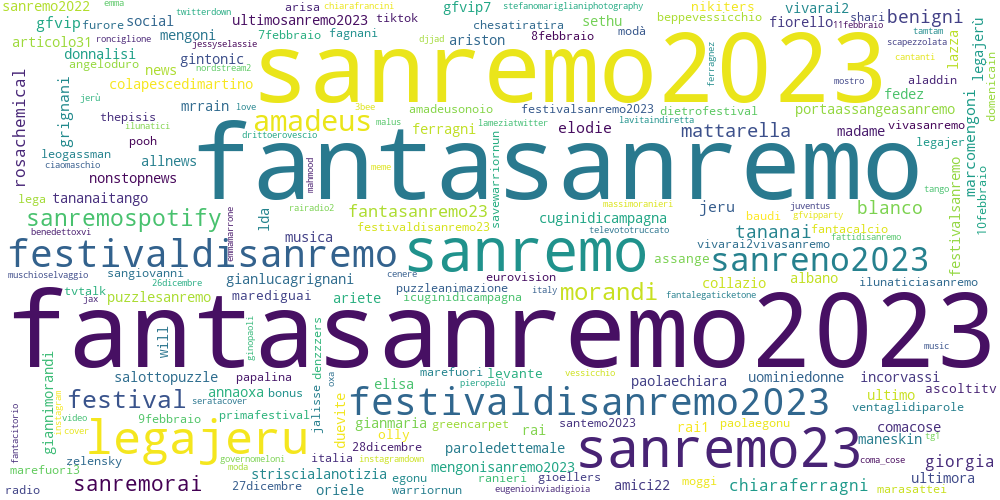 sanremo2022
emma
twitterdown
arisa
chiarafrancini
gfvip7
stefanomariglianiphotography
nikiters
vivarai2
shari
benigni
gfvip
furore
social
ultimosanremo2023
tiktok
sethu
beppevessicchio
fiorello
11febbraio
tamtam
articolo31
ronciglione
mengoni
jessyselassie
7febbraio
fagnani
chesatiratira
8febbraio
modà
scapezzolata
donnalisi
djjad
ariston
cantanti
lazza
legajerù
domenicain
angeloduro
gintonic
nordstream2
sanremo2023
ferragnez
mostro
aladdin
news
colapescedimartino
fedez
rosachemical
grignani
jerù
mrrain
love
3bee
amadeusonoio
festivalsanremo2023
dietrofestival
portaassangeasanremo
thepisis
ilunatici
amadeus
malus
lameziatwitter
lavitaindiretta
ferragni
elodie
mattarella
madame
vivasanremo
pooh
drittoerovescio
legajer
leogassman
allnews
fantasanremo
savewarriornun
marcomengoni
ciaomaschio
meme
nonstopnews
mahmood
tango
lega
tananaitango
rairadio2
massimoranieri
juventus
blanco
festivalsanremo
10febbraio
sanremospotify
lda
fantasanremo23
cuginidicampagna
jeru
baudi
gfvipparty
benedettoxvi
emmamarrone
festivaldisanremo23
televototruccato
tananai
fantacalcio
festivaldisanremo
musica
sanremo
vivarai2vivasanremo
fattidisanremo
muschioselvaggio
sangiovanni
cenere
eurovision
assange
sanreno2023
tvtalk
26dicembre
gianlucagrignani
puzzleanimazione
italy
collazio
albano
ilunaticiasanremo
jax
puzzlesanremo
marediguai
ariete
icuginidicampagna
morandi
fantalegaticketone
fantasanremo2023
will
ginopaoli
music
denzzzers
salottopuzzle
papalina
marefuori
pieropelù
vessicchio
uominiedonne
incorvassi
giannimorandi
annaoxa
bonus
oxa
elisa
levante
paolaechiara
ascoltitv
instagram
festival
seratacover
jalisse
festivaldisanremo2023
ultimo
ventaglidiparole
fantacitorio
video
9febbraio
primafestival
duevite
gianmaria
greencarpet
santemo2023
rai1
paolaegonu
comacose
cover
legajeru
olly
rai
sanremo23
maneskin
tg1
zelensky
governomeloni
italia
28dicembre
paroledettemale
coma_cose
marefuori3
moda
instagramdown
mengonisanremo2023
giorgia
striscialanotizia
egonu
ranieri
gioellers
moggi
ultimora
radio
sanremorai
27dicembre
oriele
warriornun
eugenioinviadigioia
amici22
chiaraferragni
marasattei